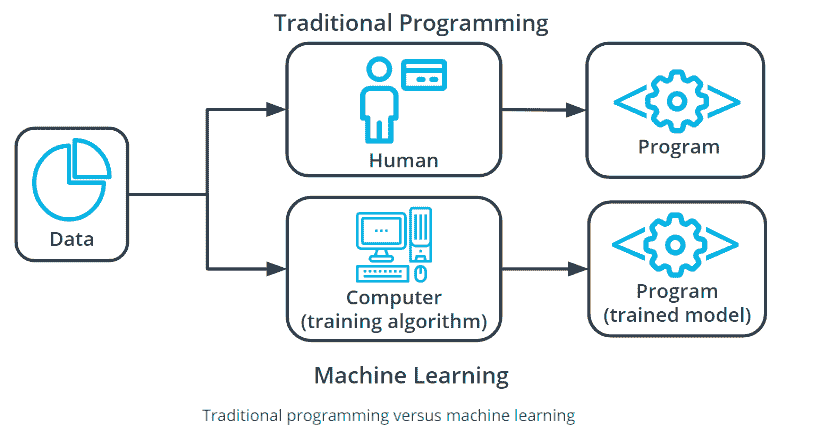 Traditional Programming
Data
Human
Program
Computer
(training algorithm)
Program
(trained model)
Machine Learning
Traditional programming versus machine learning